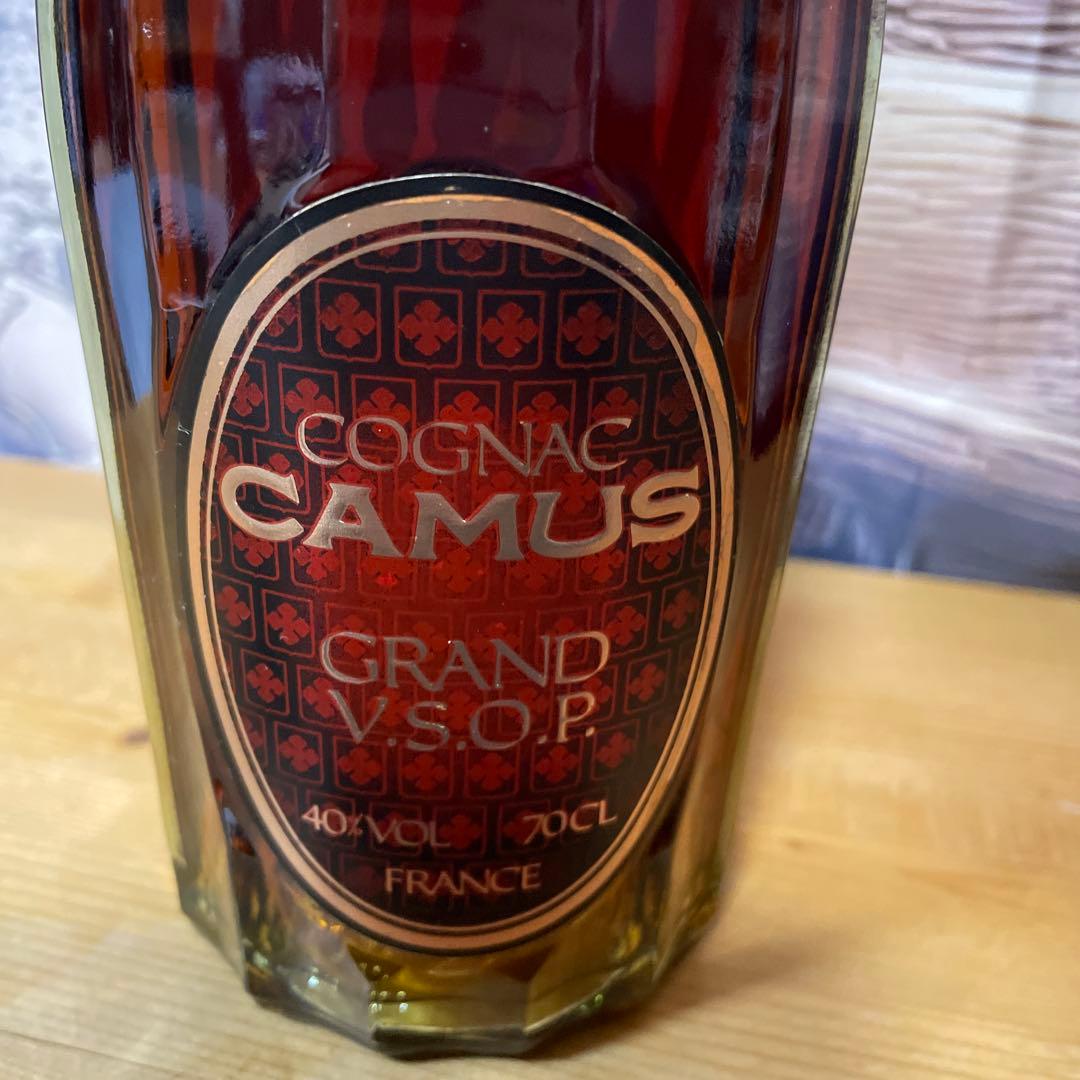 COGNAC
CAMUS
GRAND
V.S.O.P.
40% VOL 70CL
FRANCE